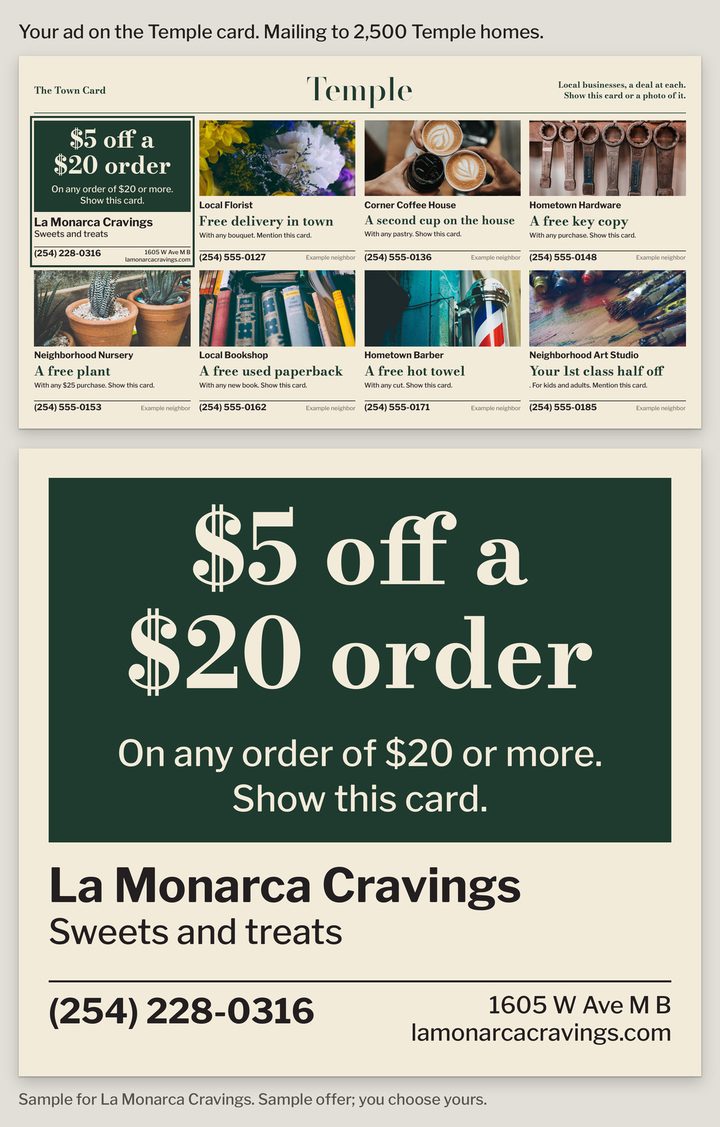 Your ad on the Temple card. Mailing to 2,500 Temple homes.
The Town Card
Temple
Local businesses, a deal at each.
Show this card or a photo of it.
$5 off a
$20 order
On any order of $20 or more.
Show this card.
La Monarca Cravings
Sweets and treats
(254) 228-0316
1605 W Ave M B
lamonarcacravings.com
Local Florist
Free delivery in town
With any bouquet. Mention this card.
(254) 555-0127
Example neighbor
Corner Coffee House
A second cup on the house
With any pastry. Show this card.
(254) 555-0136
Example neighbor
Hometown Hardware
A free key copy
With any purchase. Show this card.
(254) 555-0148
Example neighbor
Neighborhood Nursery
A free plant
With any $25 purchase. Show this card.
(254) 555-0153
Example neighbor
Local Bookshop
A free used paperback
With any new book. Show this card.
(254) 555-0162
Example neighbor
Hometown Barber
A free hot towel
With any cut. Show this card.
(254) 555-0171
Example neighbor
Neighborhood Art Studio
Your 1st class half off
. For kids and adults. Mention this card.
(254) 555-0185
Example neighbor
$5 off a
$20 order
On any order of $20 or more.
Show this card.
La Monarca Cravings
Sweets and treats
(254) 228-0316
1605 W Ave M B
lamonarcacravings.com
Sample for La Monarca Cravings. Sample offer; you choose yours.